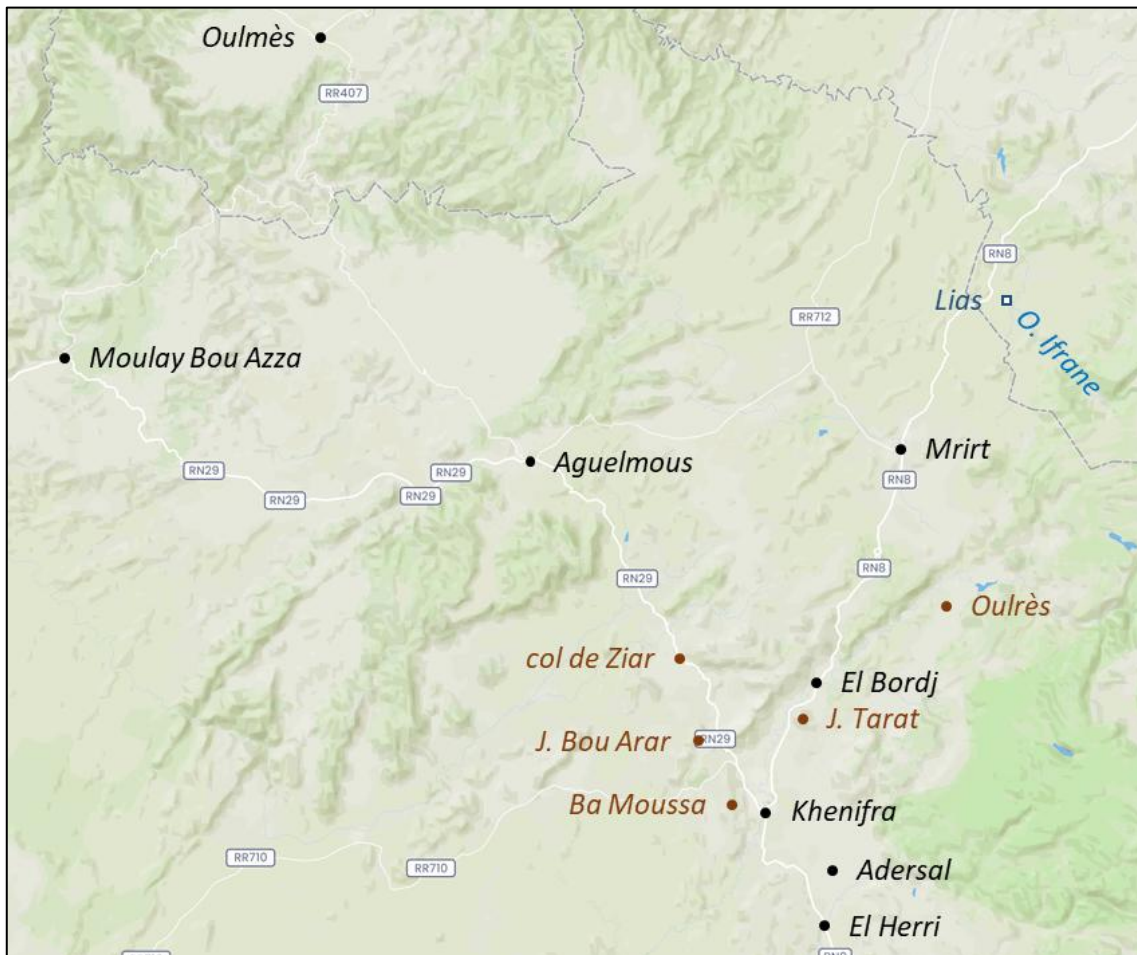 Oulmès
RR407
RN8
Lias
O. Ifrane
RR712
Moulay Bou Azza
Mrirt
Aguelmous
RN29
RN29
RN8
RN29
RN29
RN8
RN29
Oulrès
col de Ziar
El Bordj
J. Tarat
J. Bou Arar
RN29
Ba Moussa
Khenifra
RR710
RR710
Adersal
El Herri